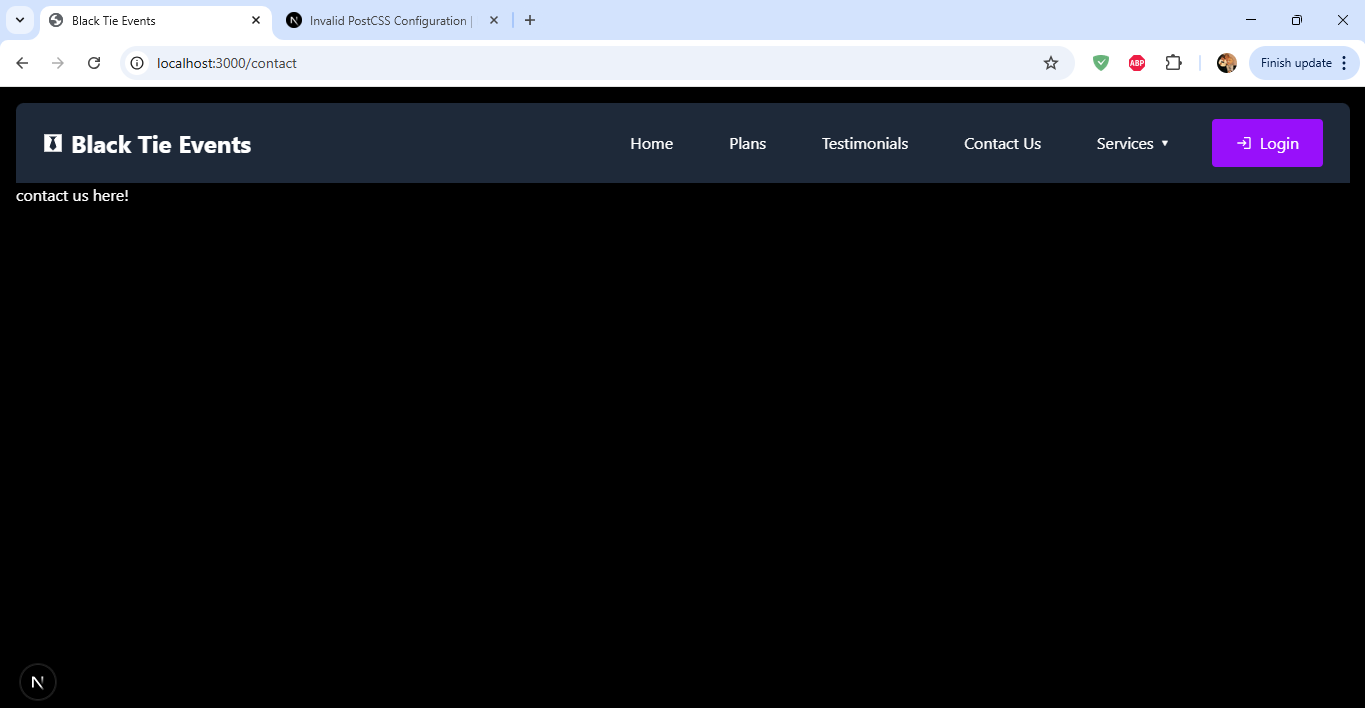 Black Tie Events
Invalid PostCSS Configuration |
localhost:3000/contact
ABP
Finish update
Black Tie Events
Home
Plans
Testimonials
Contact Us
Services
Login
contact us here!
N